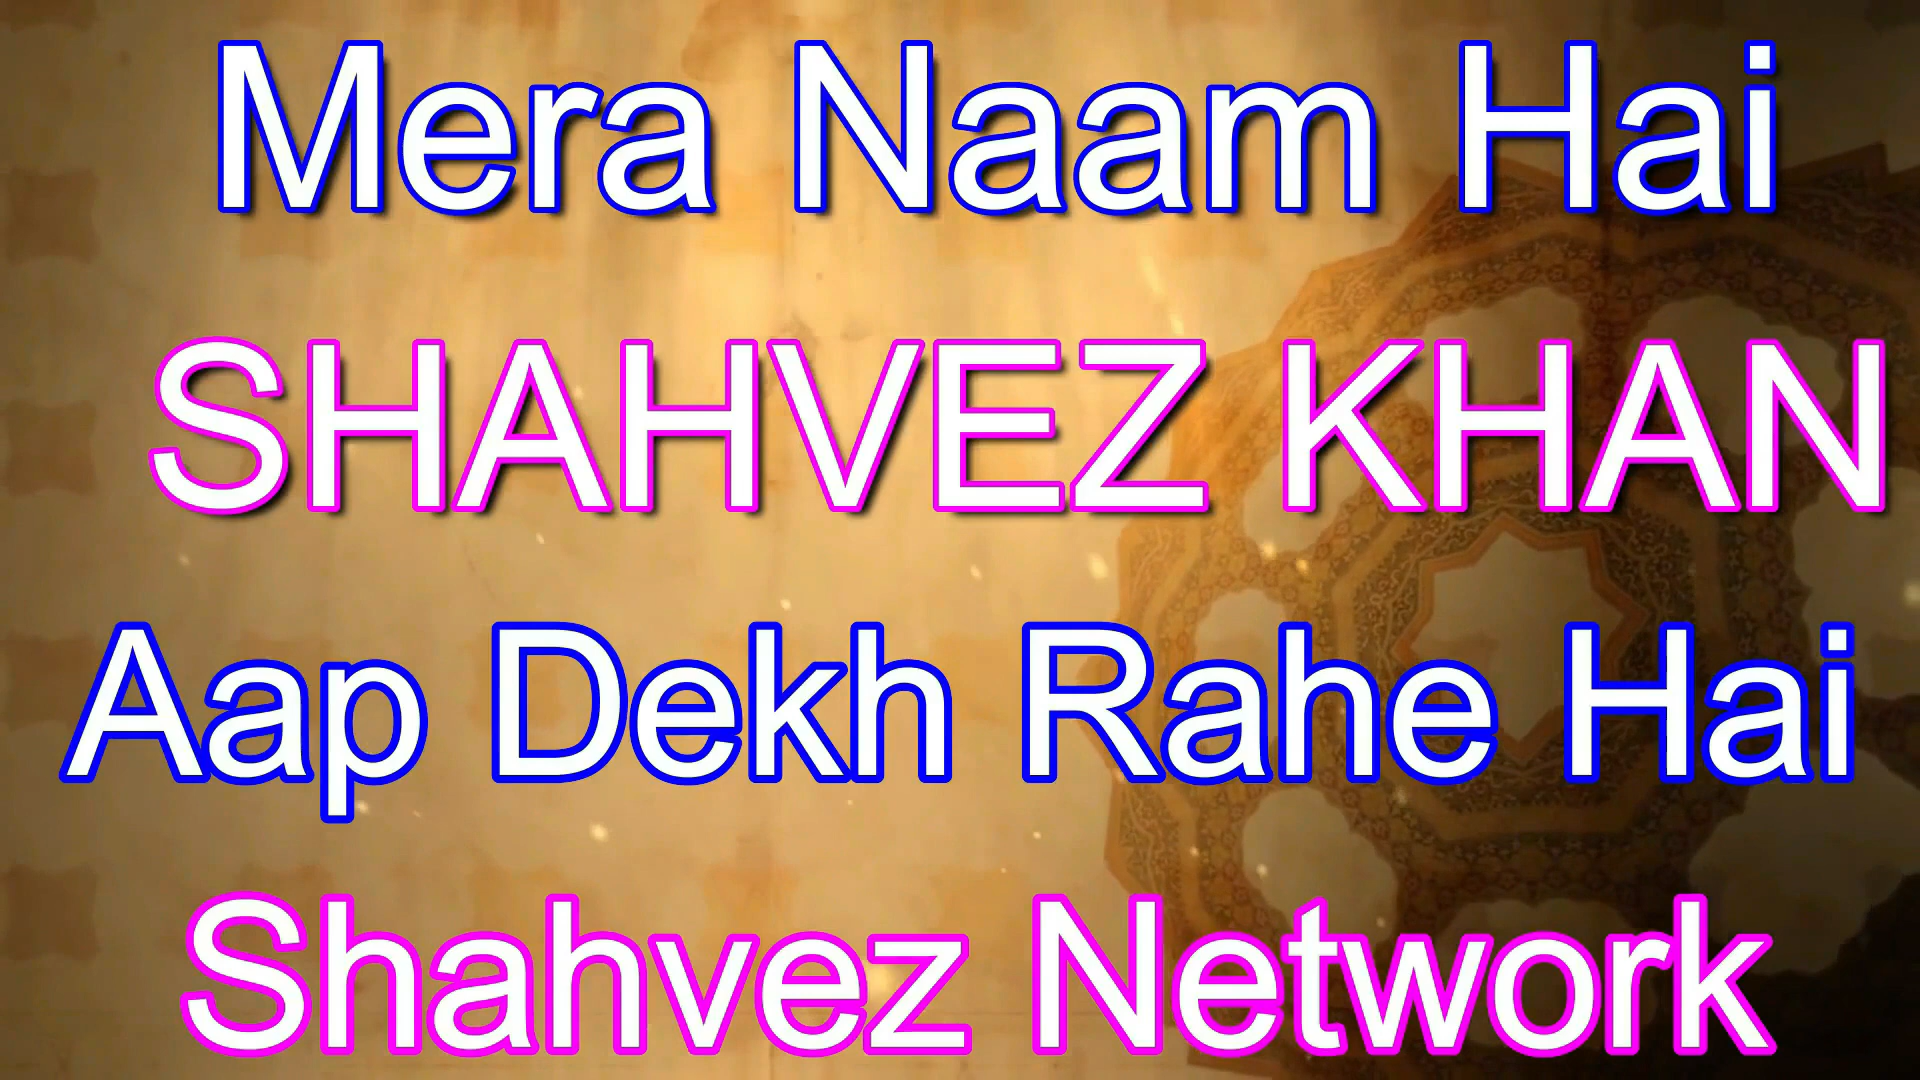 Mera Naam Hai
SHAHVEZ KHAN
Aap Dekh Rahe Hai
Shahvez Network